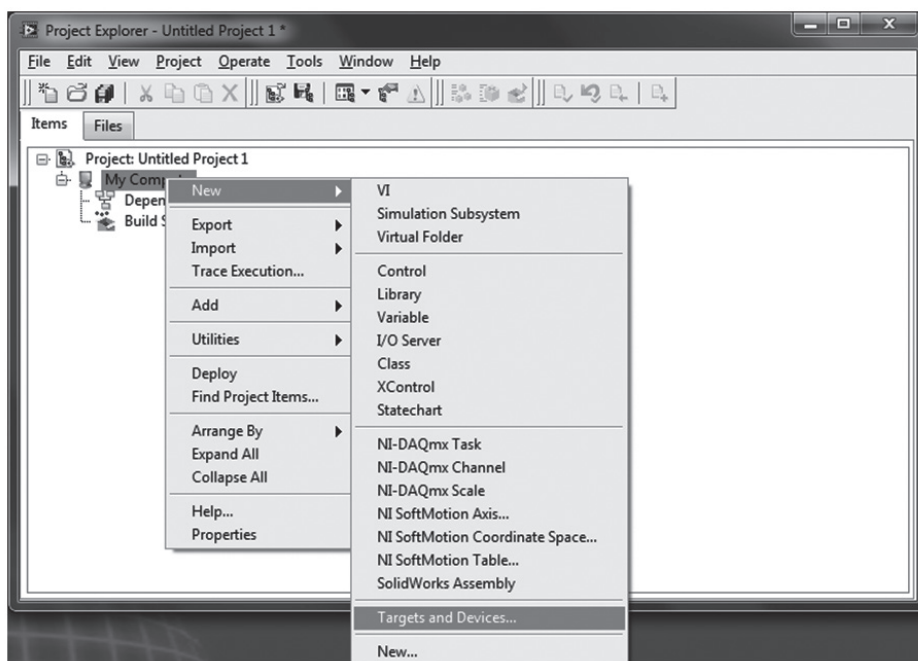 Project Explorer - Untitled Project 1 *
File Edit View Project Operate Tools Window Help
Items Files
Project: Untitled Project 1
My Comp
Depen
Build S
New
Export
Import
Trace Execution...
Add
Utilities
Deploy
Find Project Items...
Arrange By
Expand All
Collapse All
Help...
Properties
VI
Simulation Subsystem
Virtual Folder
Control
Library
Variable
I/O Server
Class
XControl
Statechart
NI-DAQmx Task
NI-DAQmx Channel
NI-DAQmx Scale
NI SoftMotion Axis...
NI SoftMotion Coordinate Space...
NI SoftMotion Table...
SolidWorks Assembly
Targets and Devices...
New...